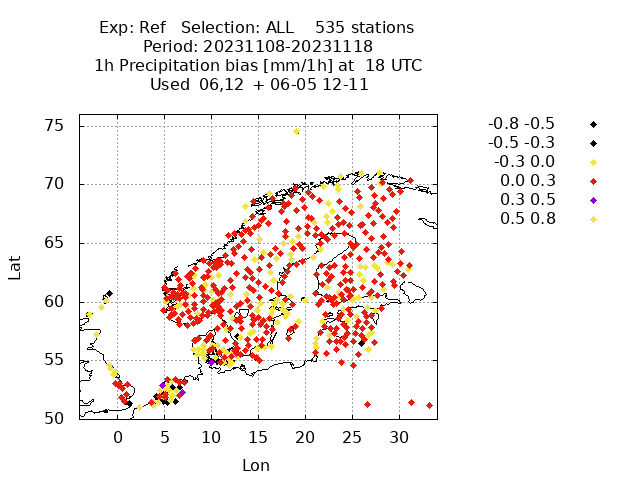 Exp: Ref Selection: ALL 535 stations
Period: 20231108-20231118
1h Precipitation bias [mm/1h] at 18 UTC
Used 06,12 + 06-05 12-11
-0.8 -0.5
-0.5 -0.3
-0.3 0.0
0.0 0.3
0.3 0.5
0.5 0.8
75
70
65
60
55
50
Lat
0 5 10 15 20 25 30
Lon